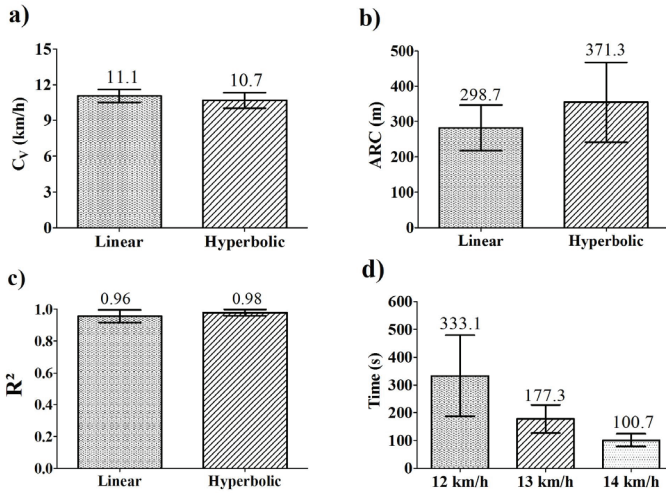 a)
C_V (km/h)
15
12
9
6
3
0
11.1
10.7
Linear Hyperbolic
b)
ARC (m)
500
400
300
200
100
0
298.7
371.3
Linear Hyperbolic
c)
R²
1.0
0.8
0.6
0.4
0.2
0.0
0.96
0.98
Linear Hyperbolic
d)
Time (s)
600
500
400
300
200
100
0
333.1
177.3
100.7
12 km/h 13 km/h 14 km/h